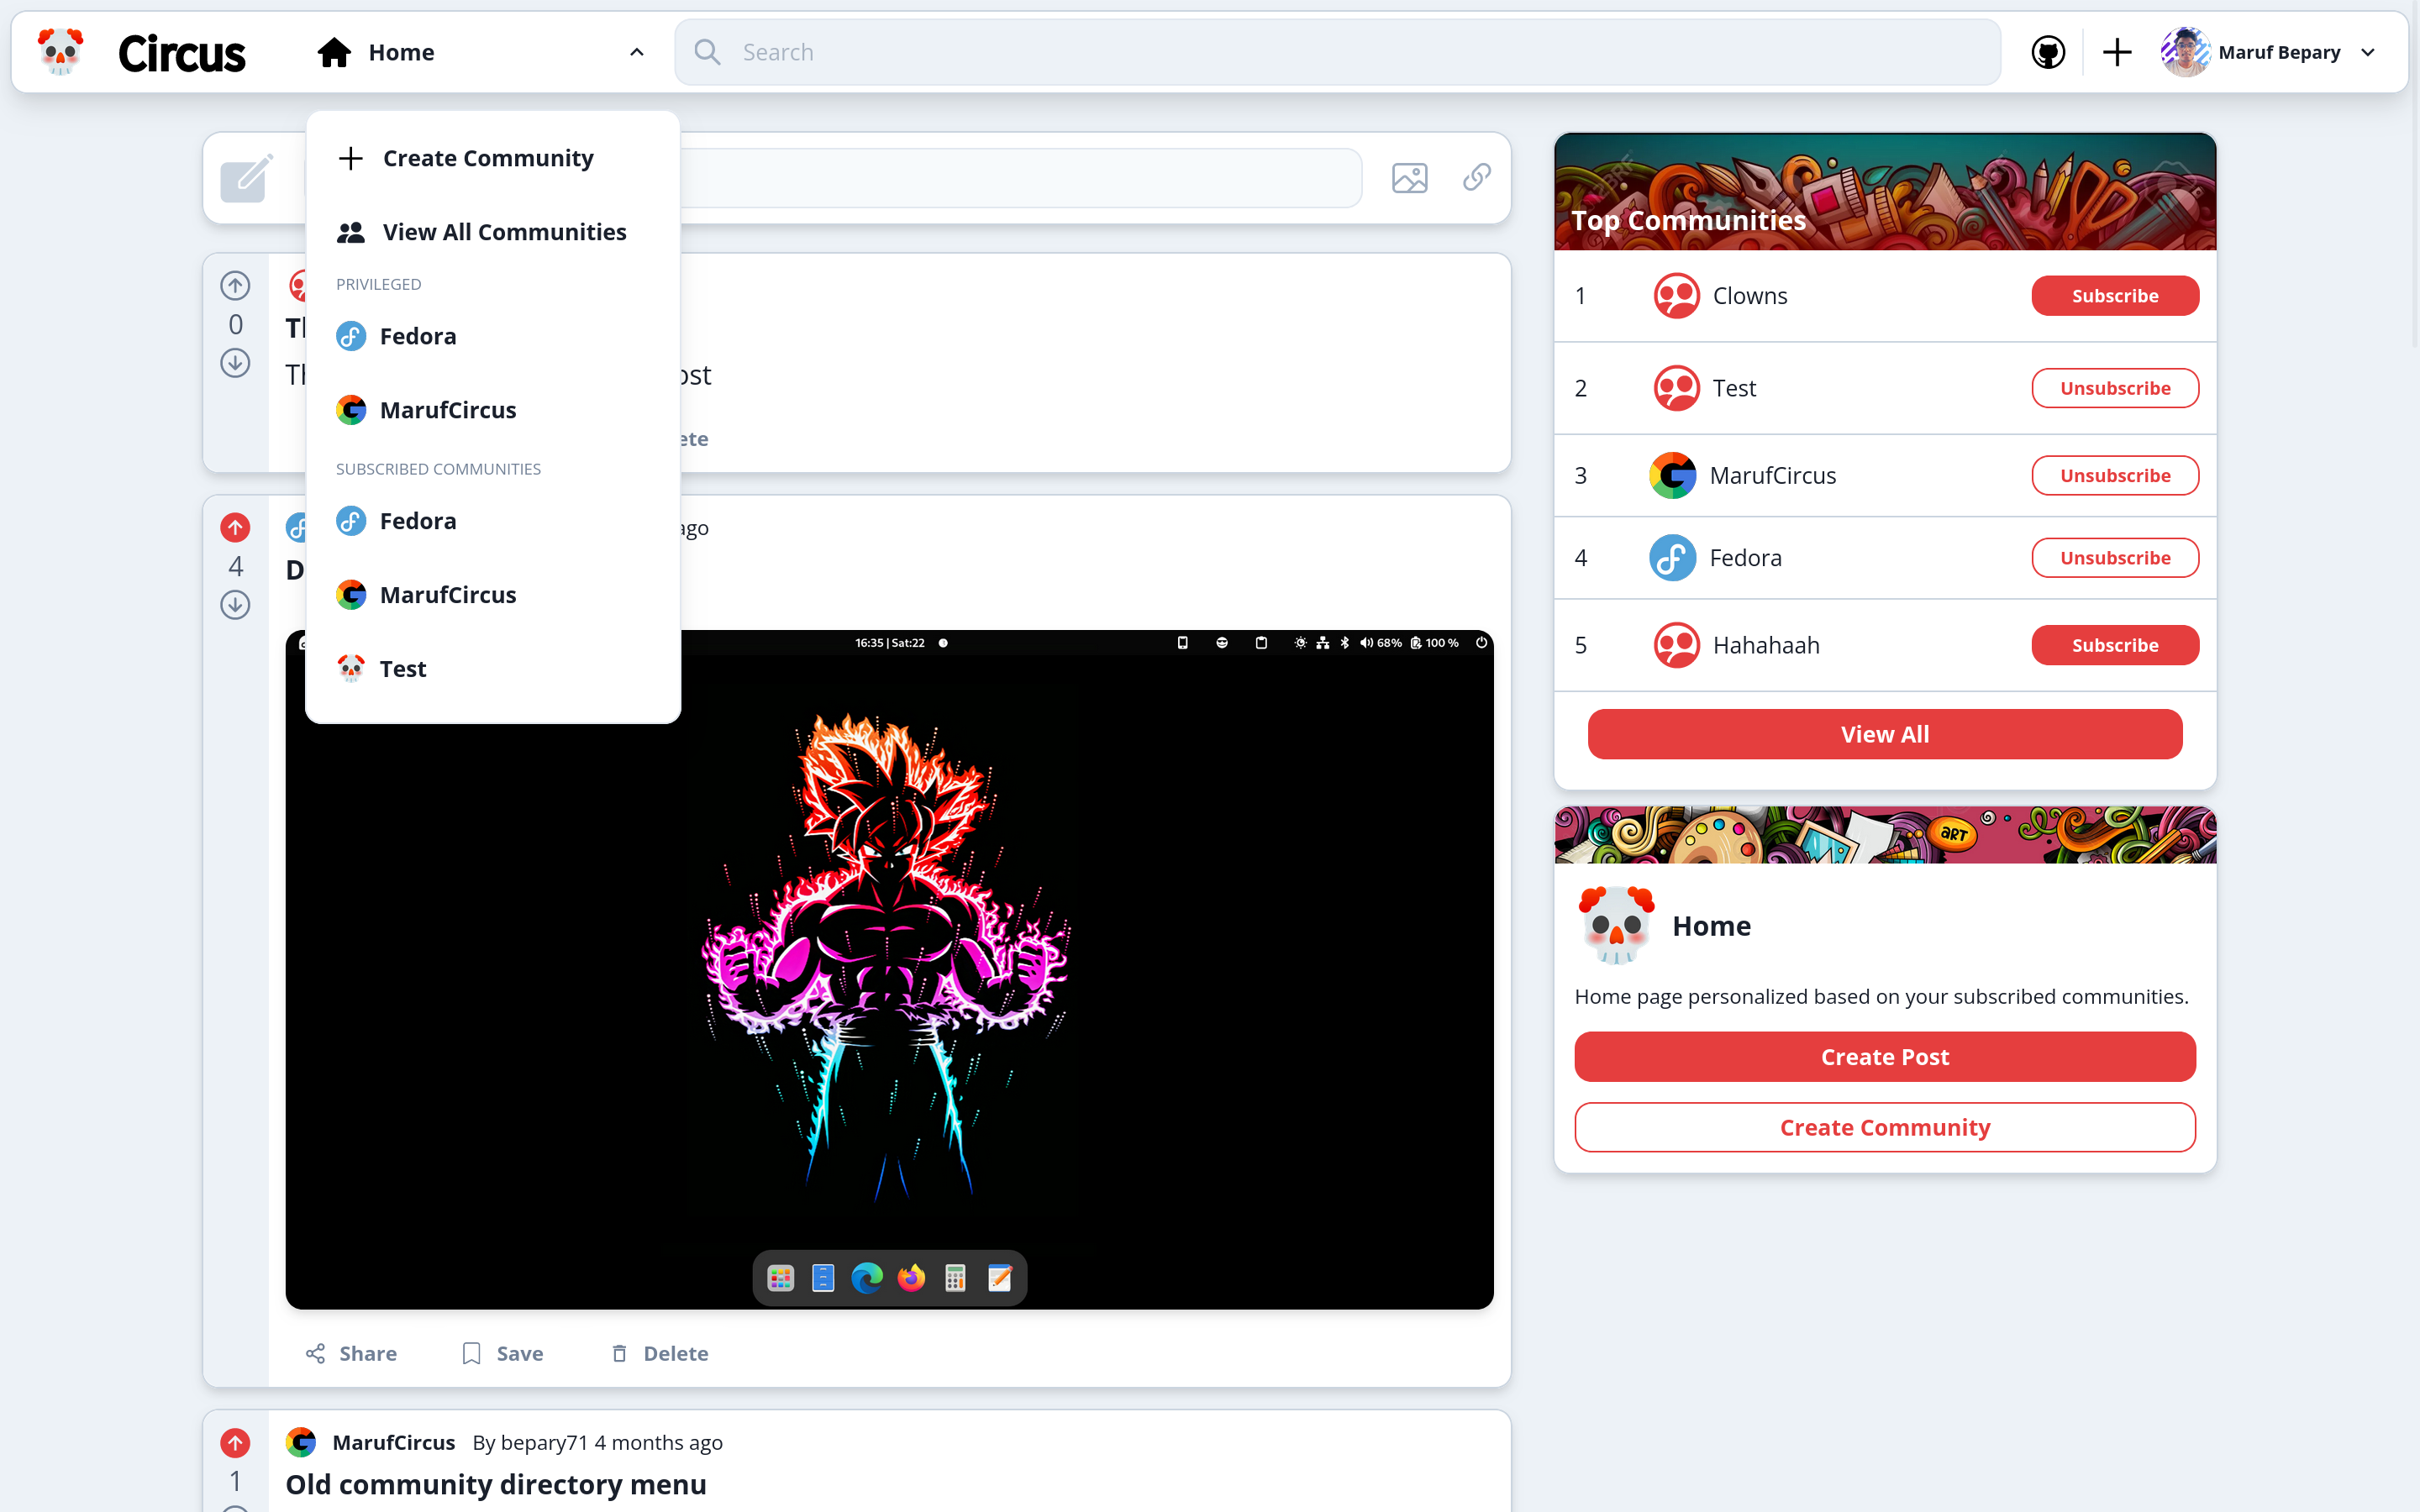 Circus
Home
Search
Maruf Bepary
Create Community
View All Communities
PRIVILEGED
Fedora
MarufCircus
SUBSCRIBED COMMUNITIES
Fedora
MarufCircus
Test
0
ost
ete
4
ago
D
16:35 | Sat:22
68%
100 %
Share
Save
Delete
MarufCircus By bepary71 4 months ago
1
Old community directory menu
Top Communities
1 Clowns Subscribe
2 Test Unsubscribe
3 MarufCircus Unsubscribe
4 Fedora Unsubscribe
5 Hahahaah Subscribe
View All
ART
Home
Home page personalized based on your subscribed communities.
Create Post
Create Community